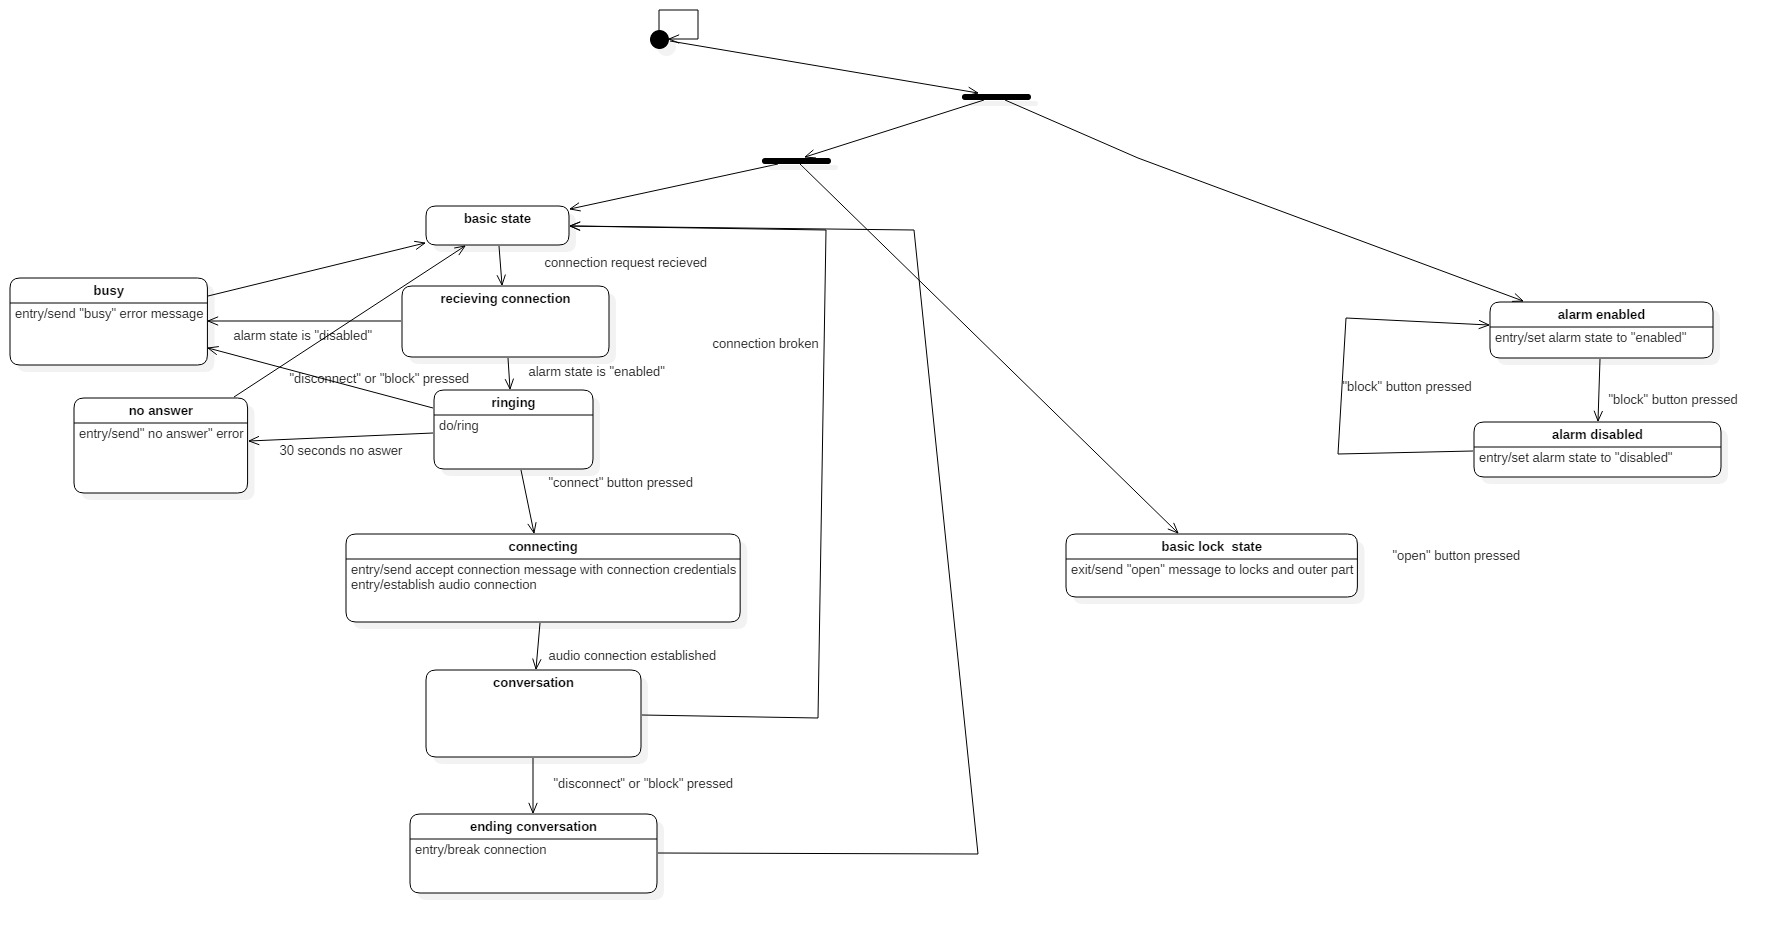 basic state
connection request recieved
busy
entry/send "busy" error message
recieving connection
alarm state is "disabled"
alarm state is "enabled"
connection broken
"disconnect" or "block" pressed
no answer
entry/send" no answer" error
ringing
do/ring
30 seconds no aswer
"connect" button pressed
connecting
entry/send accept connection message with connection credentials
entry/establish audio connection
audio connection established
conversation
"disconnect" or "block" pressed
ending conversation
entry/break connection
basic lock  state
exit/send "open" message to locks and outer part
"open" button pressed
alarm enabled
entry/set alarm state to "enabled"
"block" button pressed
"block" button pressed
alarm disabled
entry/set alarm state to "disabled"